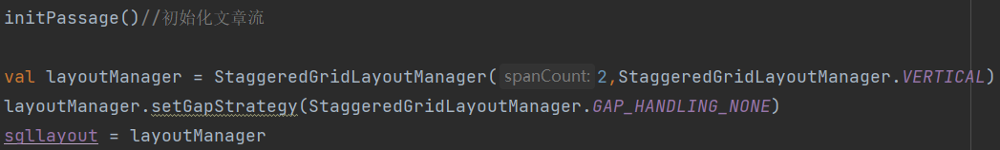 initPassage()//初始化文章流
val layoutManager = StaggeredGridLayoutManager( spanCount: 2,StaggeredGridLayoutManager.VERTICAL)
layoutManager.setGapStrategy(StaggeredGridLayoutManager.GAP_HANDLING_NONE)
sgllayout = layoutManager